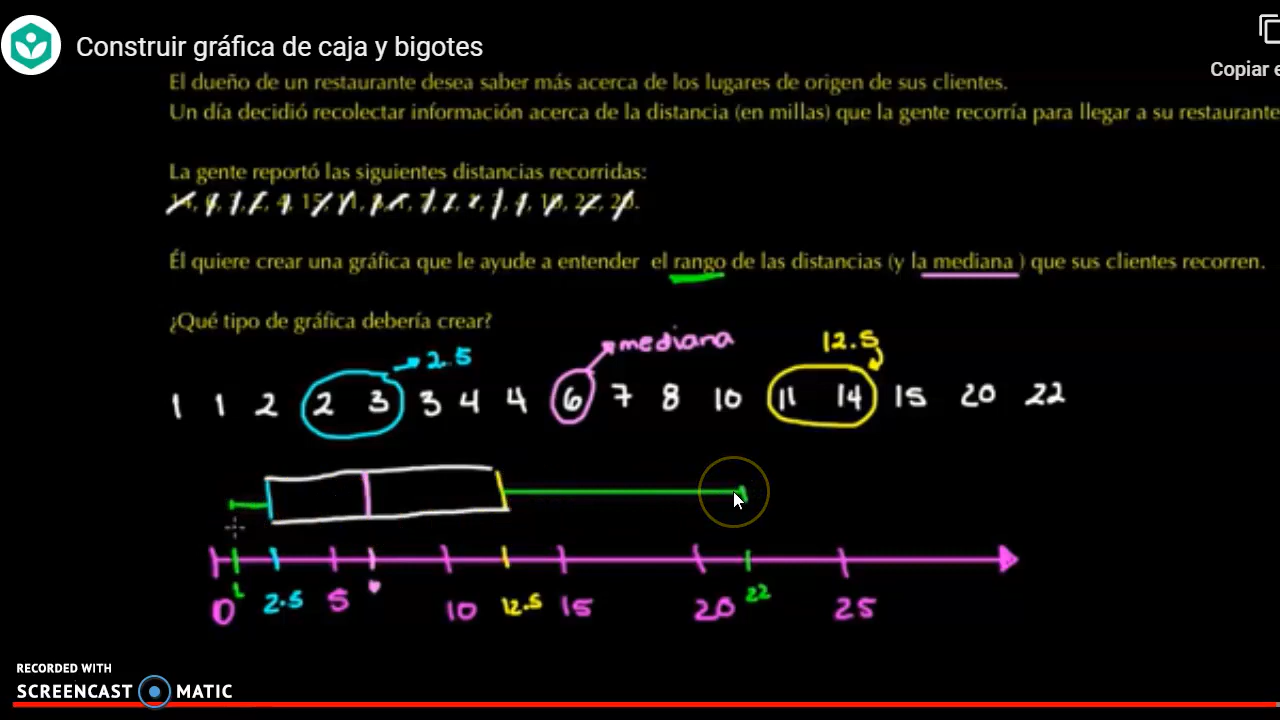 Construir gráfica de caja y bigotes
Copiar e
El dueño de un restaurante desea saber más acerca de los lugares de origen de sus clientes.
Un día decidió recolectar información acerca de la distancia (en millas) que la gente recorría para llegar a su restaurante
La gente reportó las siguientes distancias recorridas:
Él quiere crear una gráfica que le ayude a entender el rango de las distancias (y la mediana ) que sus clientes recorren.
¿Qué tipo de gráfica debería crear?
2.5 mediana 12.5
1 1 2 2 3 3 4 4 6 7 8 10 11 14 15 20 22
0 2.5 5 10 12.5 15 20 22 25
RECORDED WITH
SCREENCAST MATIC